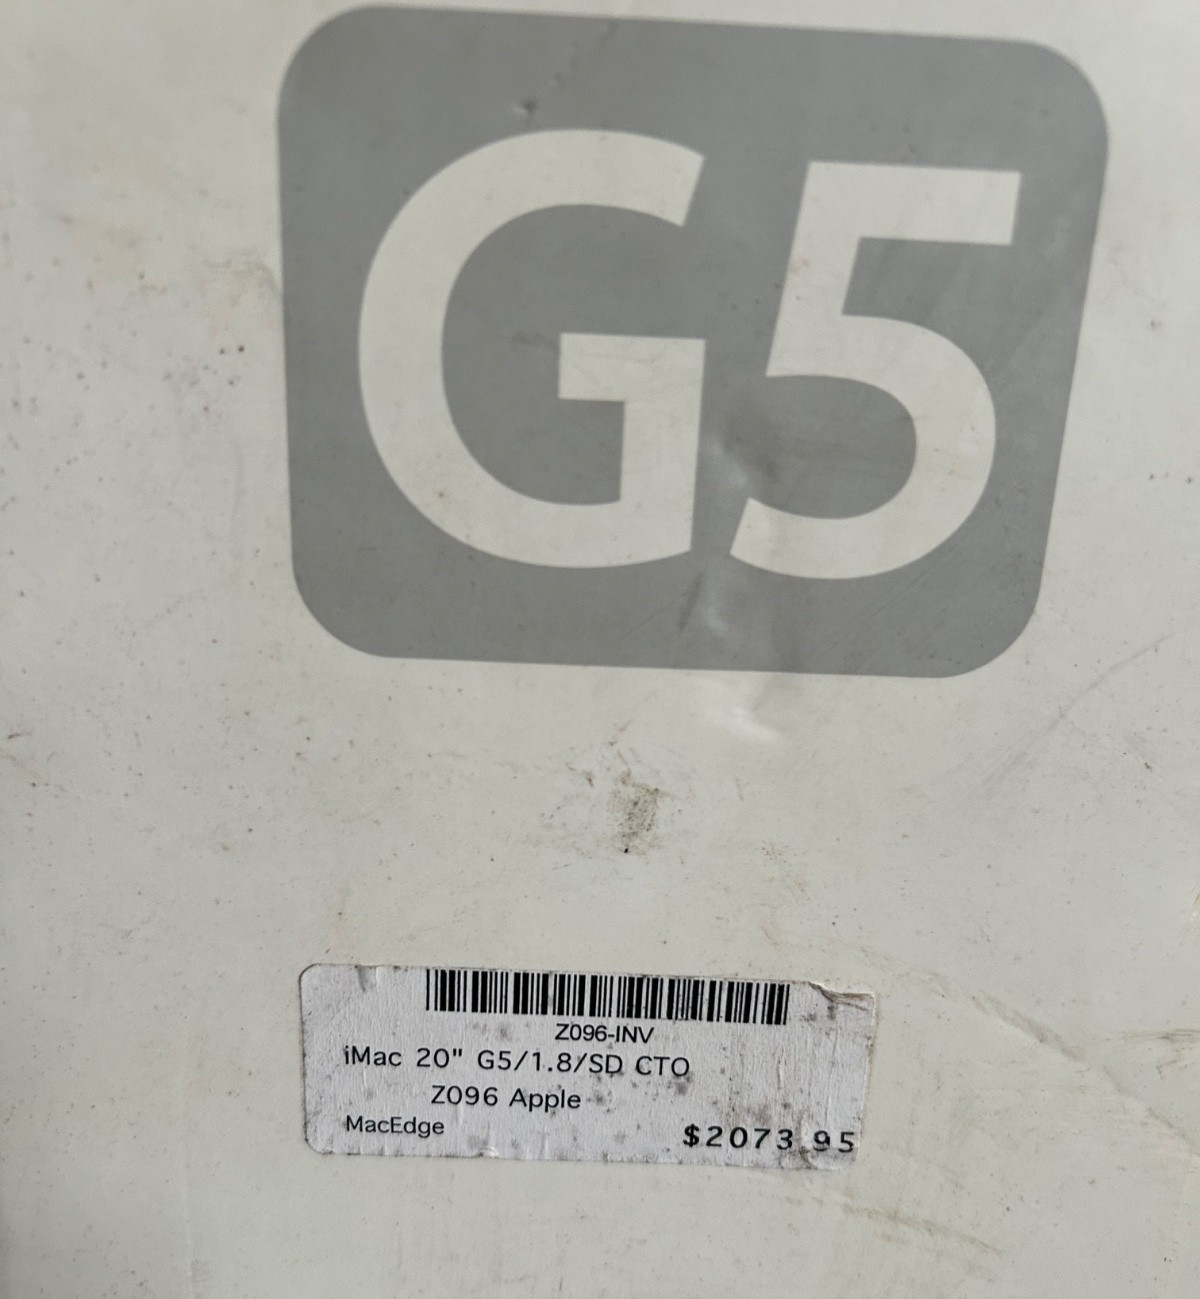 G5
Z096-INV
iMac 20" G5/1.8/SD CTO
Z096 Apple
MacEdge
$2073.95